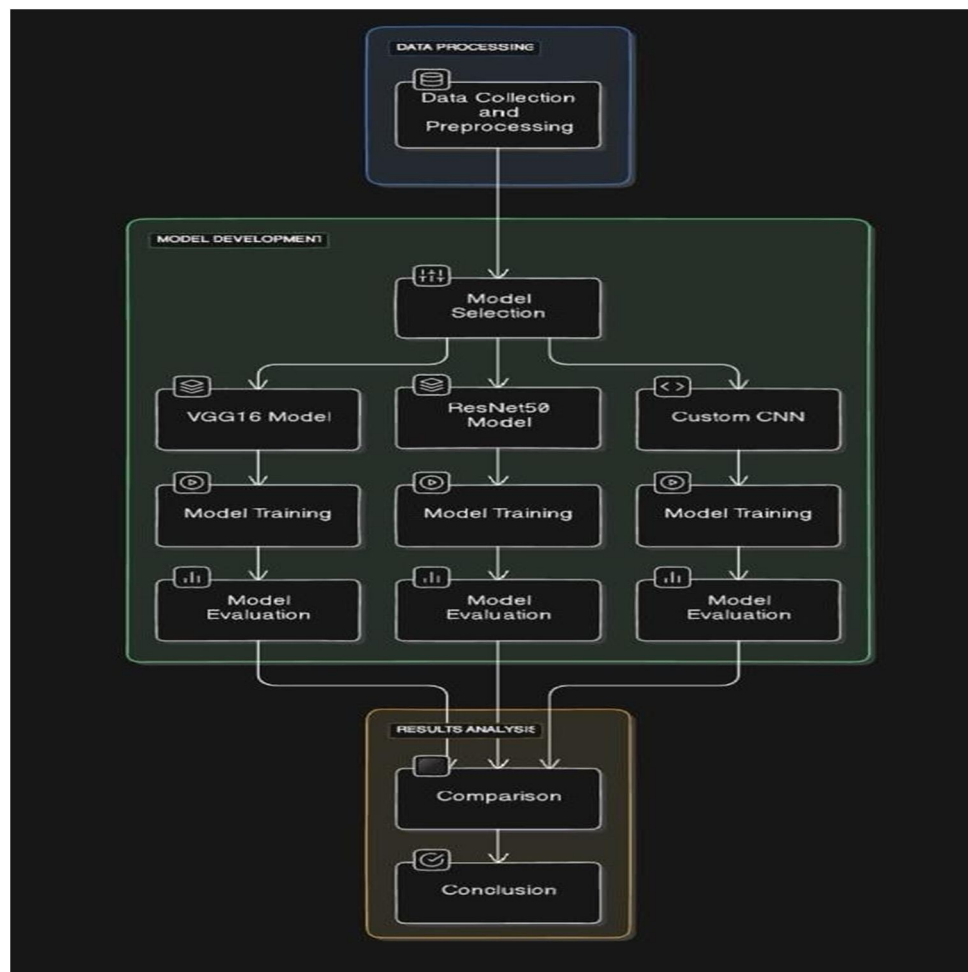 DATA PROCESSING
Data Collection
and
Preprocessing
MODEL DEVELOPMENT
Model
Selection
VGG16 Model
ResNet50
Model
Custom CNN
Model Training
Model Training
Model Training
Model
Evaluation
Model
Evaluation
Model
Evaluation
RESULTS ANALYSIS
Comparison
Conclusion